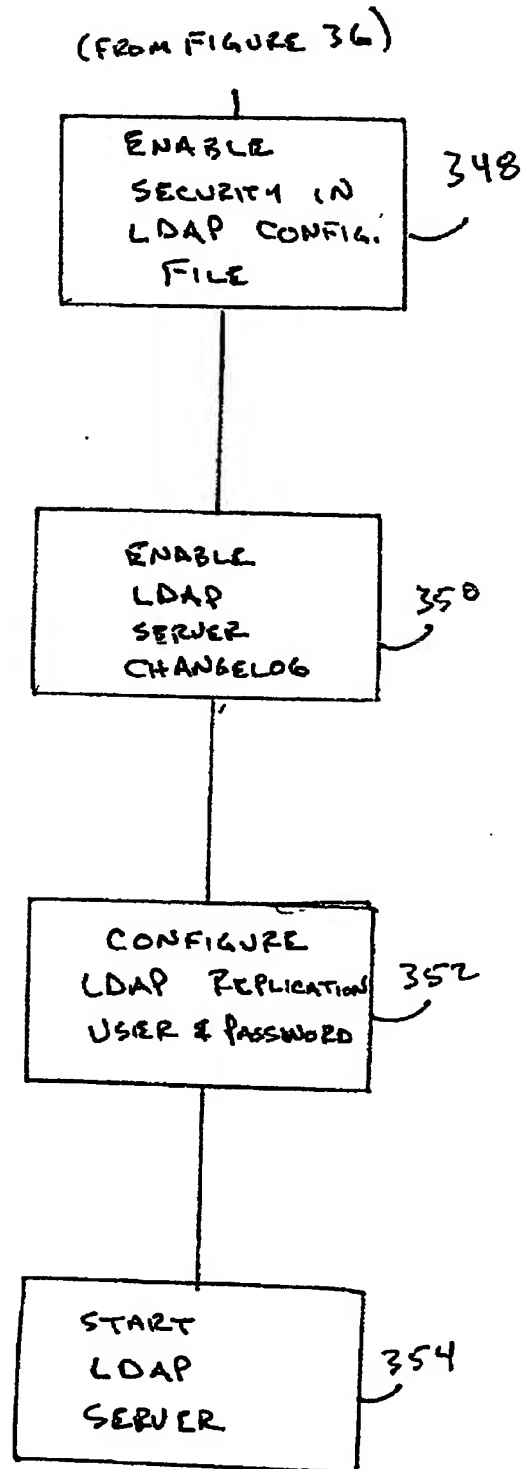 (FROM FIGURE 36)
ENABLE
SECURITY IN
LDAP CONFIG.
FILE
348
ENABLE
LDAP
SERVER
CHANGELOG
350
CONFIGURE
LDAP REPLICATION
USER & PASSWORD
352
START
LDAP
SERVER
354